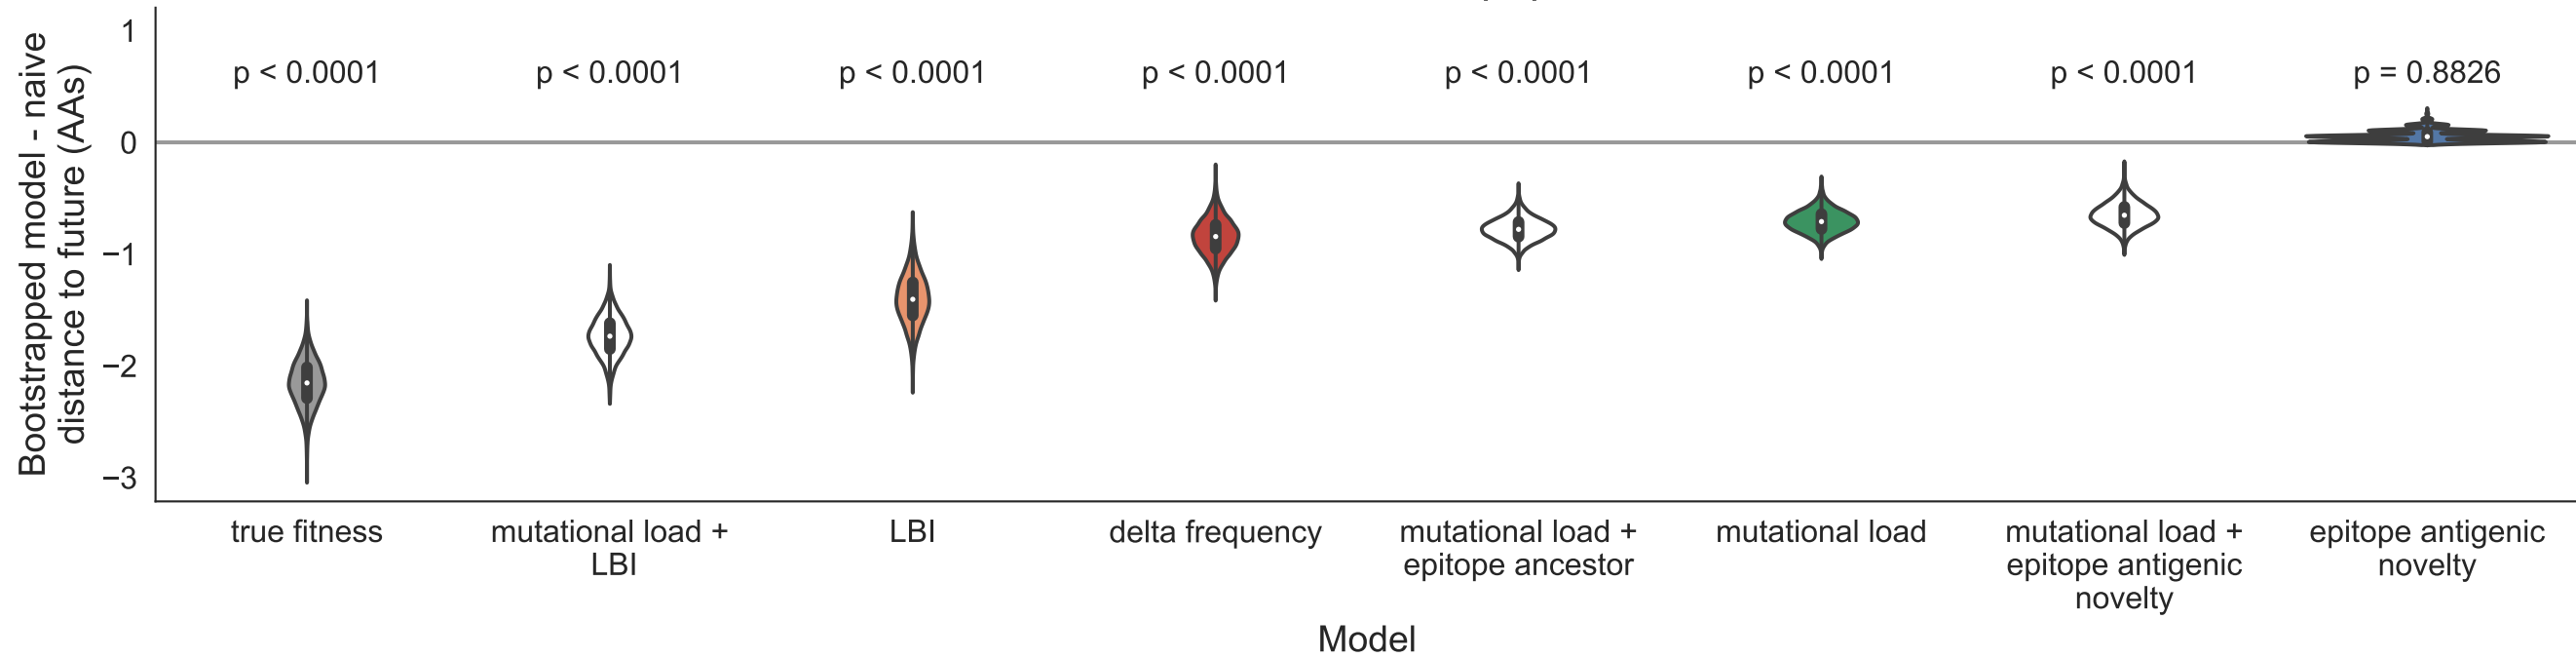 Bootstrapped model - naive
distance to future (AAs)
1
0
−1
−2
−3
p < 0.0001
p < 0.0001
p < 0.0001
p < 0.0001
p < 0.0001
p < 0.0001
p < 0.0001
p = 0.8826
true fitness
mutational load +
LBI
LBI
delta frequency
mutational load +
epitope ancestor
mutational load
mutational load +
epitope antigenic
novelty
epitope antigenic
novelty
Model